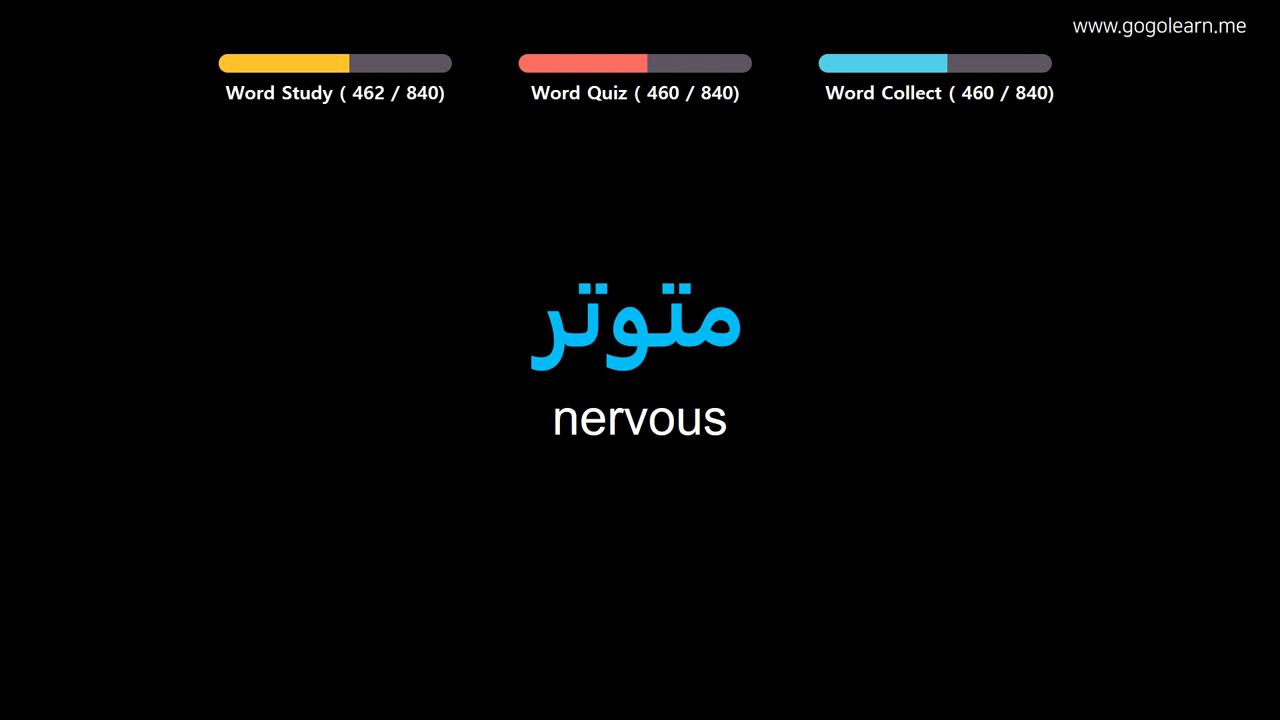 www.gogolearn.me
Word Study ( 462 / 840)
Word Quiz ( 460 / 840)
Word Collect ( 460 / 840)
متوتر
nervous